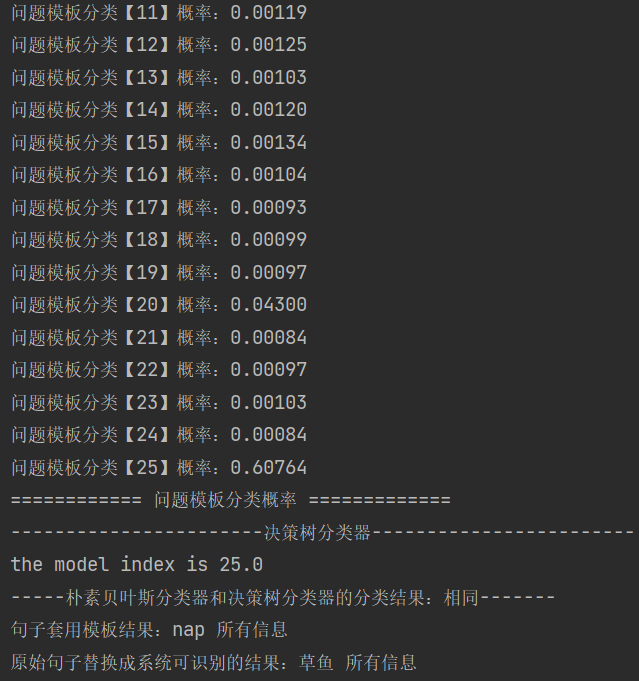 问题模板分类【11】概率：0.00119
问题模板分类【12】概率：0.00125
问题模板分类【13】概率：0.00103
问题模板分类【14】概率：0.00120
问题模板分类【15】概率：0.00134
问题模板分类【16】概率：0.00104
问题模板分类【17】概率：0.00093
问题模板分类【18】概率：0.00099
问题模板分类【19】概率：0.00097
问题模板分类【20】概率：0.04300
问题模板分类【21】概率：0.00084
问题模板分类【22】概率：0.00097
问题模板分类【23】概率：0.00103
问题模板分类【24】概率：0.00084
问题模板分类【25】概率：0.60764
============ 问题模板分类概率 =============
-----------------------决策树分类器------------------------
the model index is 25.0
-----朴素贝叶斯分类器和决策树分类器的分类结果：相同-------
句子套用模板结果：nap 所有信息
原始句子替换成系统可识别的结果：草鱼 所有信息